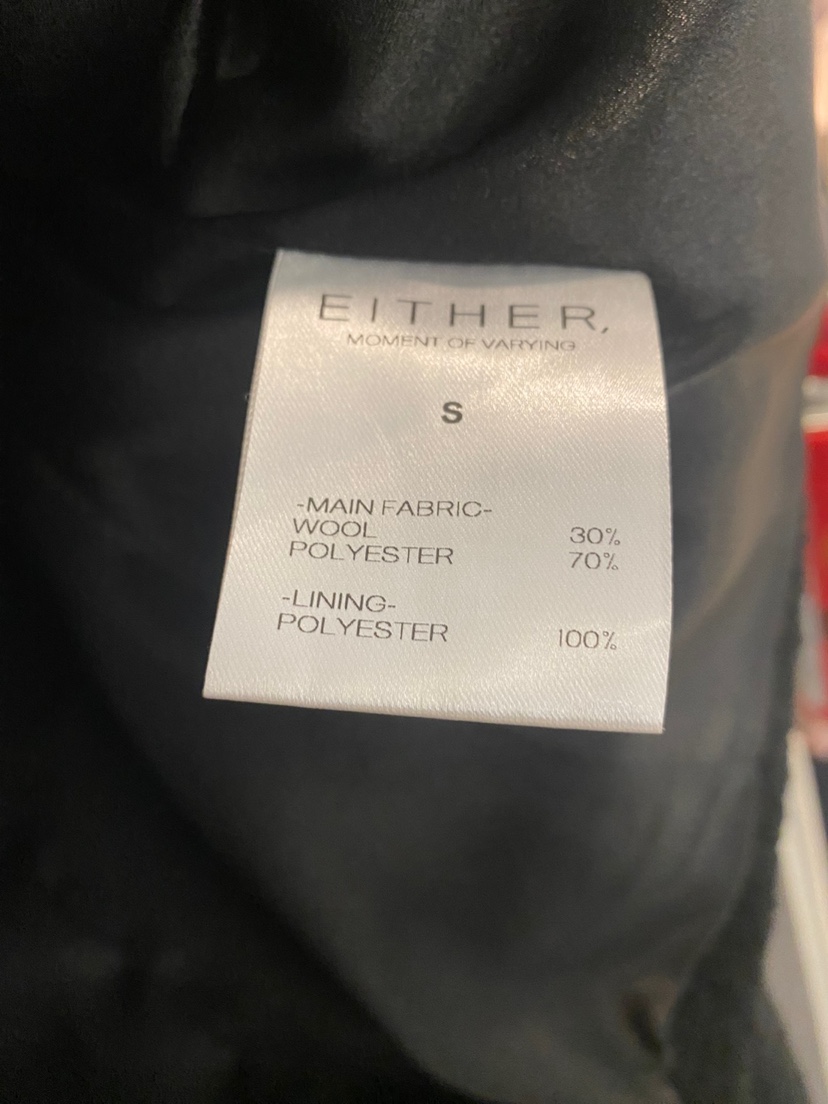 EITHER,
MOMENT OF VARYING
S
-MAIN FABRIC-
WOOL 30%
POLYESTER 70%
-LINING-
POLYESTER 100%